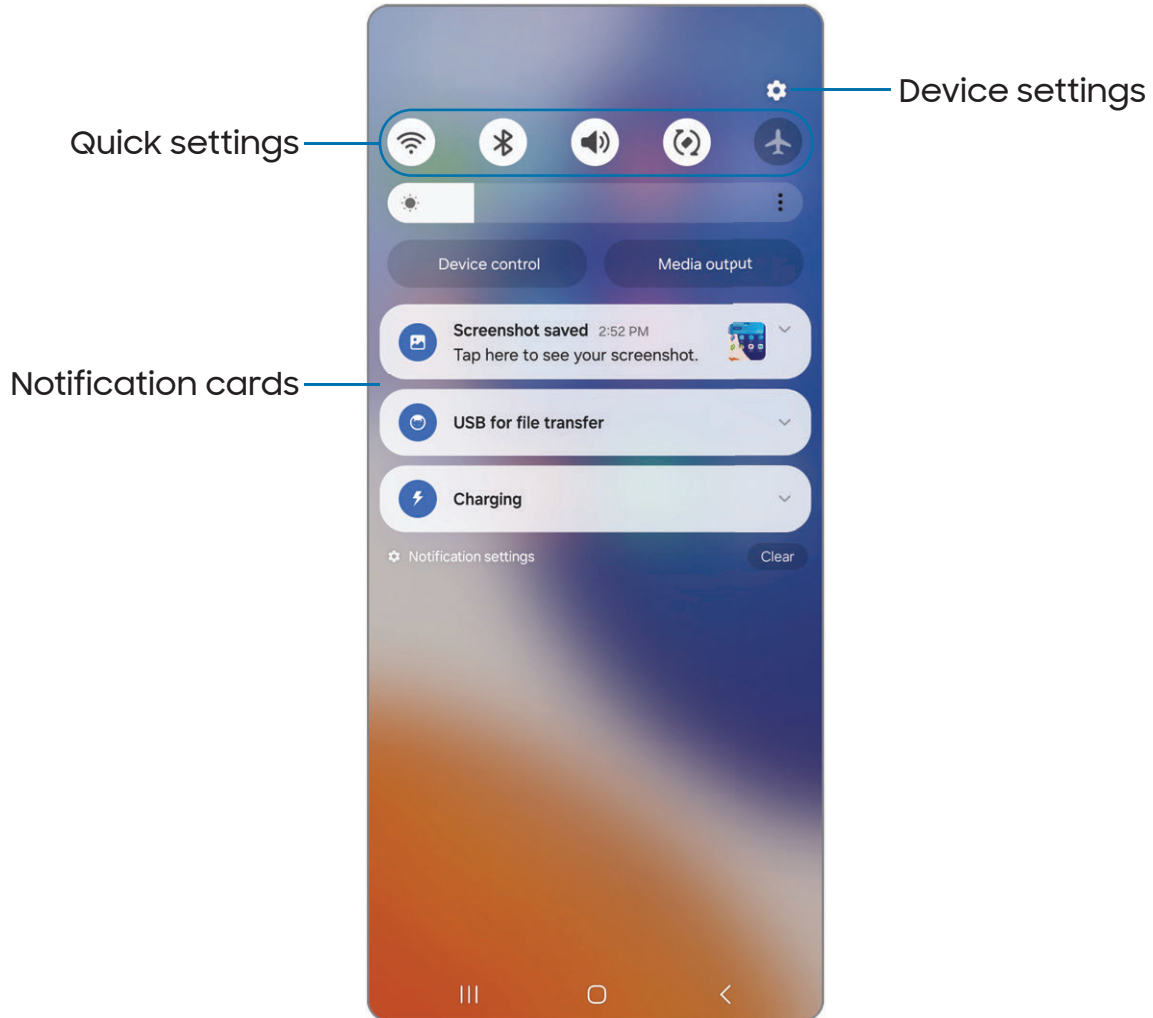 Device settings
Quick settings
Device control
Media output
Screenshot saved 2:52 PM
Tap here to see your screenshot.
Notification cards
USB for file transfer
Charging
Notification settings
Clear